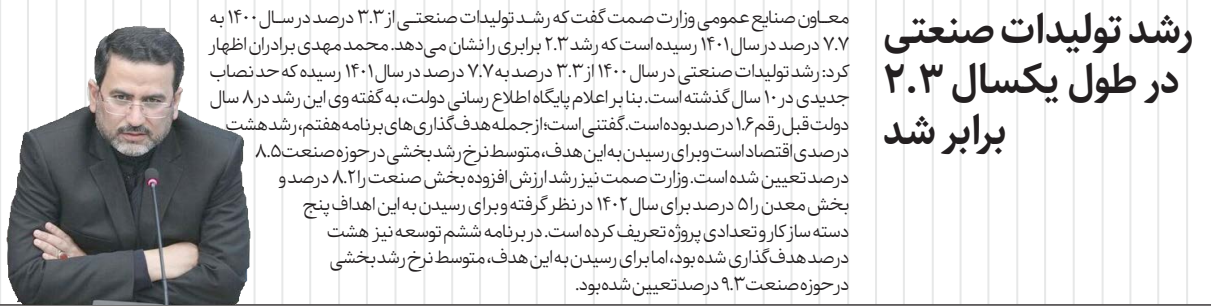 رشد تولیدات صنعتی
در طول یکسال ۲.۳
برابر شد
معاون صنایع عمومی وزارت صمت گفت که رشد تولیدات صنعتی از ۳.۳ درصد در سال ۱۴۰۰ به
۷.۷ درصد در سال ۱۴۰۱ رسیده است که رشد ۲.۳ برابری را نشان می‌دهد. محمد مهدی برادران اظهار
کرد: رشد تولیدات صنعتی در سال ۱۴۰۰ از ۳.۳ درصد به ۷.۷ درصد در سال ۱۴۰۱ رسیده که حد نصاب
جدیدی در ۱۰ سال گذشته است. بنا بر اعلام پایگاه اطلاع رسانی دولت، به گفته وی این رشد در ۸ سال
دولت قبل رقم ۱.۶ درصد بوده است. گفتنی است؛ از جمله هدف‌گذاری‌های برنامه هفتم، رشد هشت
درصدی اقتصاد است و برای رسیدن به این هدف، متوسط نرخ رشد بخشی در حوزه صنعت ۸.۵
درصد تعیین شده است. وزارت صمت نیز رشد ارزش افزوده بخش صنعت را ۸.۲ درصد و
بخش معدن را ۵ درصد برای سال ۱۴۰۲ در نظر گرفته و برای رسیدن به این اهداف پنج
دسته ساز کار و تعدادی پروژه تعریف کرده است. در برنامه ششم توسعه نیز هشت
درصد هدف‌گذاری شده بود، اما برای رسیدن به این هدف، متوسط نرخ رشد بخشی
در حوزه صنعت ۹.۳ درصد تعیین شده بود.